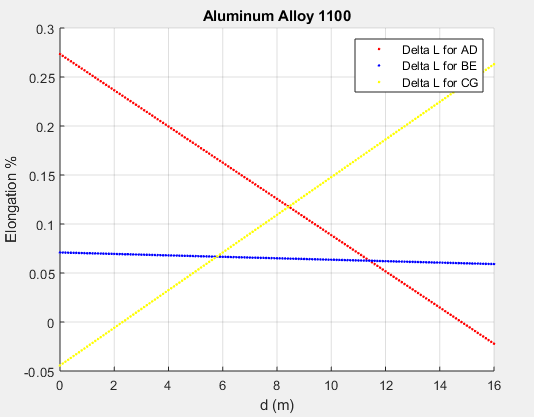 Aluminum Alloy 1100
0.3
0.25
0.2
0.15
0.1
0.05
0
-0.05
Elongation %
Delta L for AD
Delta L for BE
Delta L for CG
0 2 4 6 8 10 12 14 16
d (m)